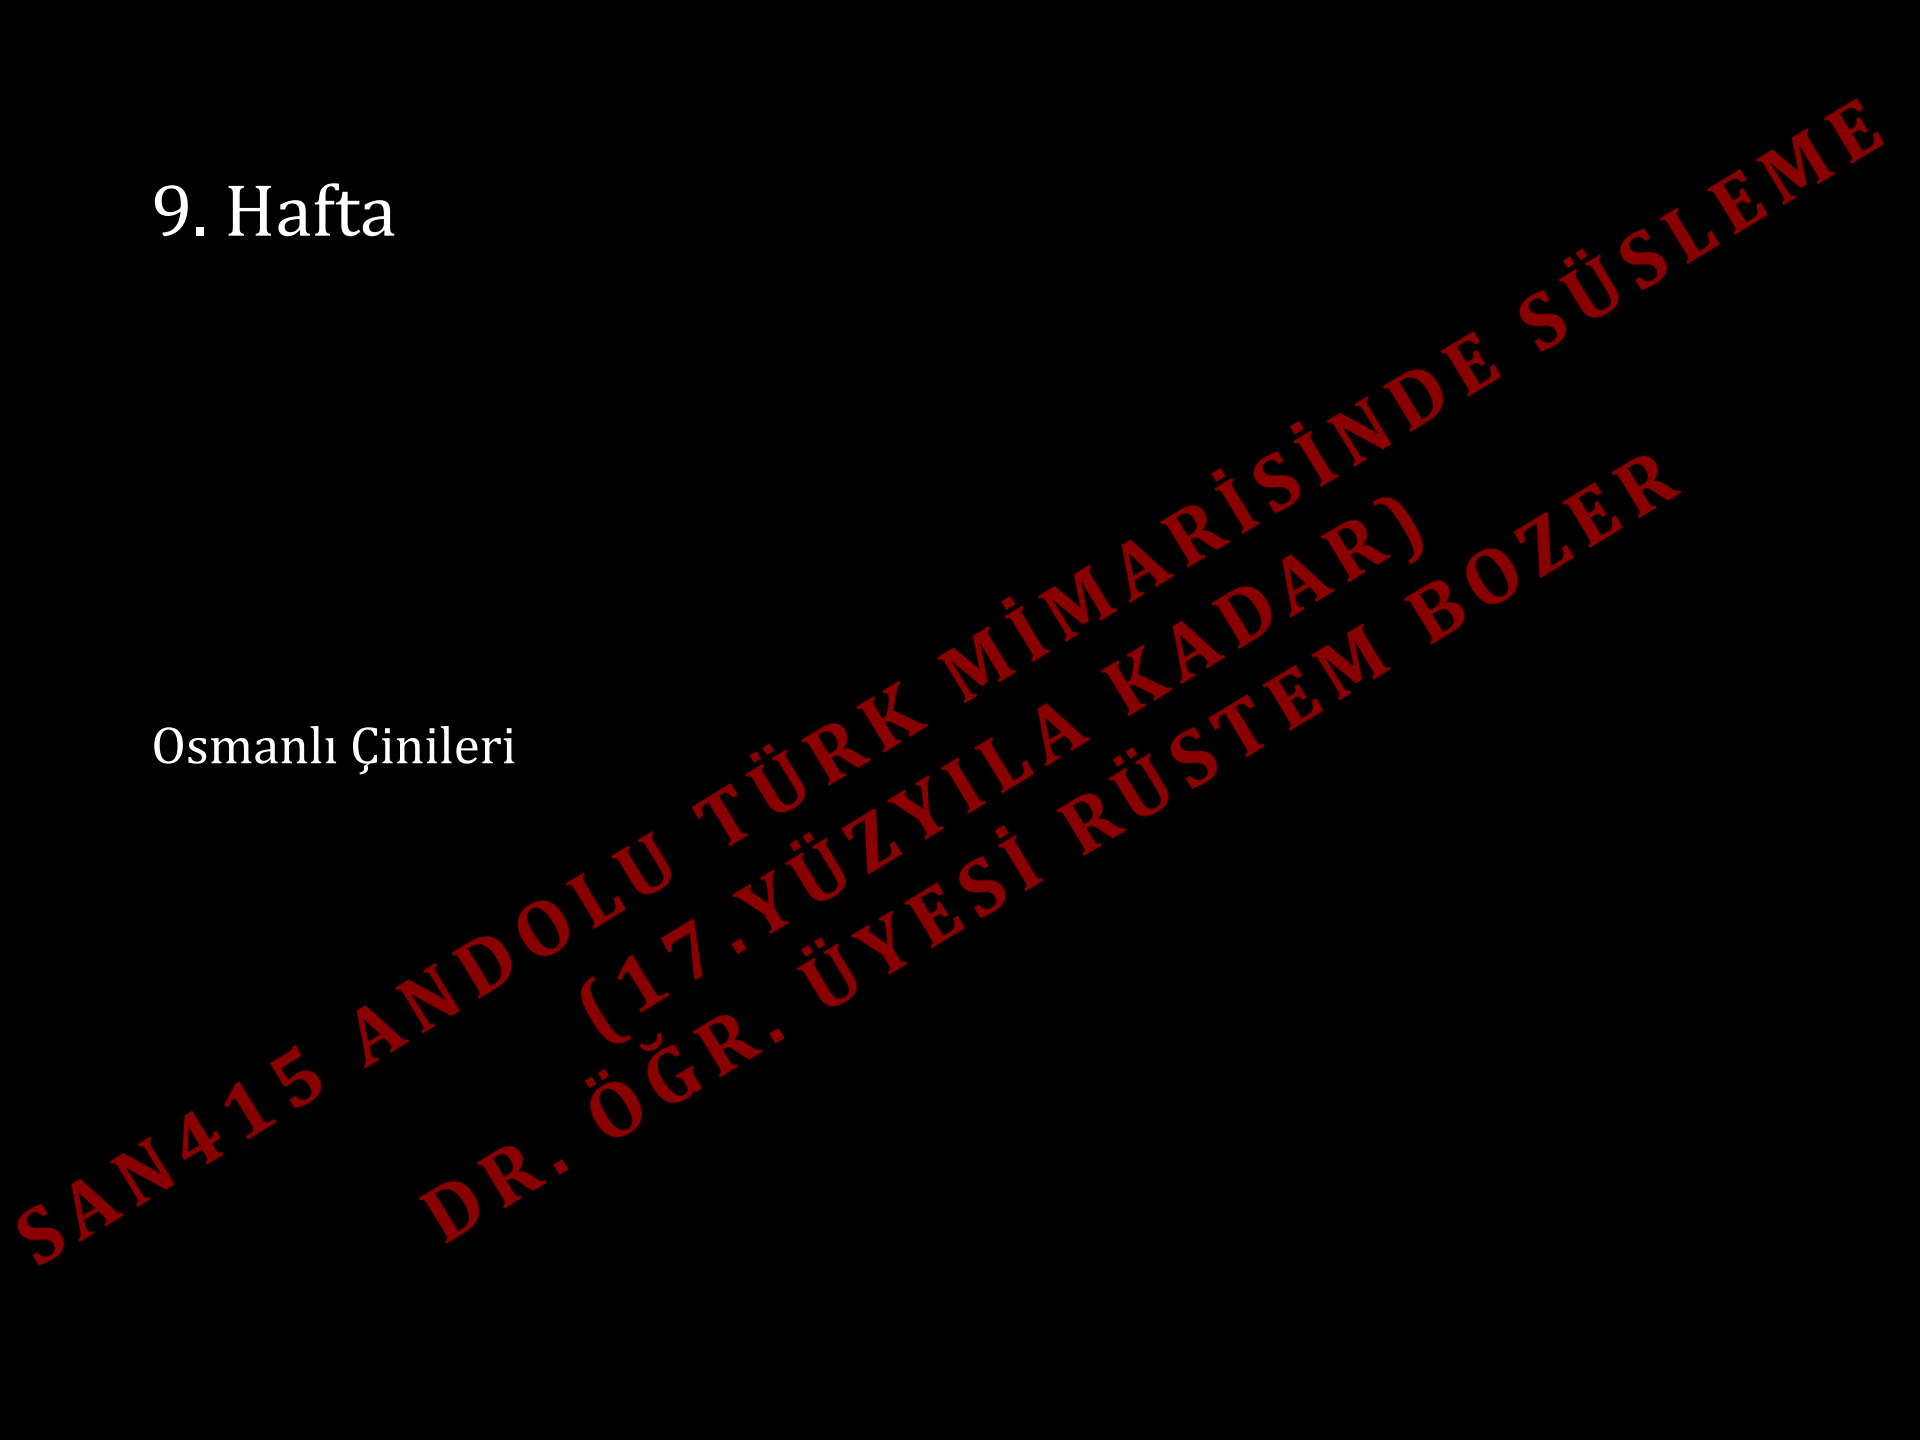 9. Hafta
Osmanlı Çinileri
SAN415 ANDOLU TÜRK MİMARİSİNDE SÜSLEME
(17.YÜZYILA KADAR)
DR. ÖĞR. ÜYESİ RÜSTEM BOZER